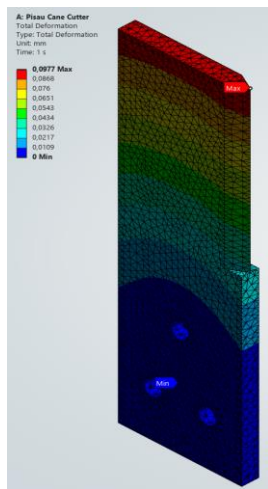 A: Pisau Cane Cutter
Total Deformation
Type: Total Deformation
Unit: mm
Time: 1 s
0,0977 Max
0,0868
0,076
0,0651
0,0543
0,0434
0,0326
0,0217
0,0109
0 Min
Max
Min